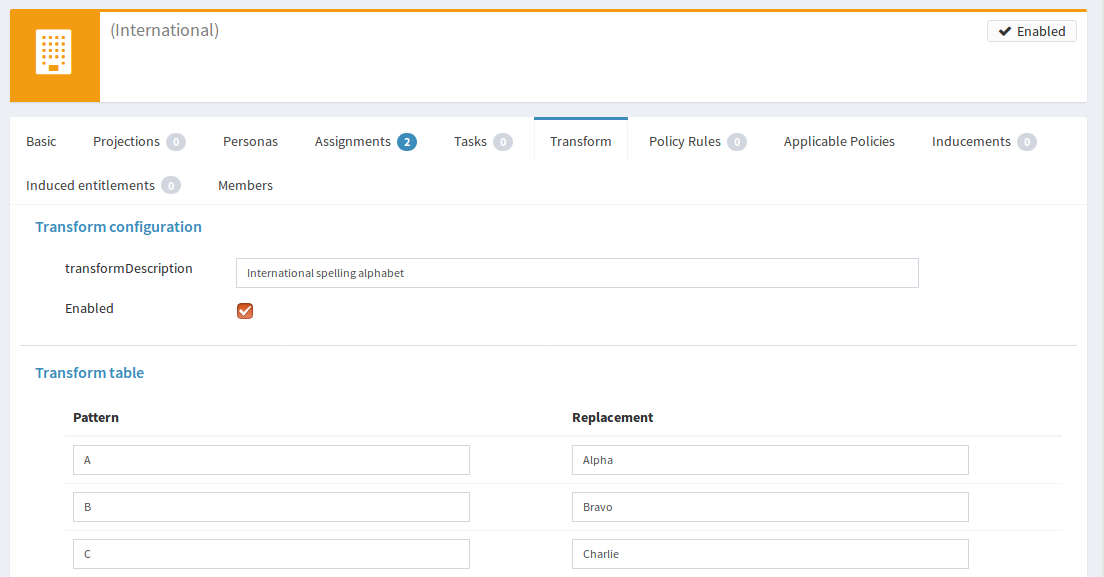 (International)
Enabled
Basic Projections 0 Personas Assignments 2 Tasks 0 Transform Policy Rules 0 Applicable Policies Inducements 0
Induced entitlements 0 Members
Transform configuration
transformDescription International spelling alphabet
Enabled
Transform table
Pattern Replacement
A Alpha
B Bravo
C Charlie